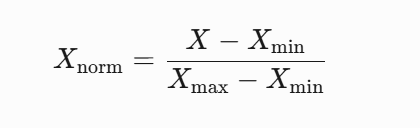 X_norm = (X − X_min) / (X_max − X_min)